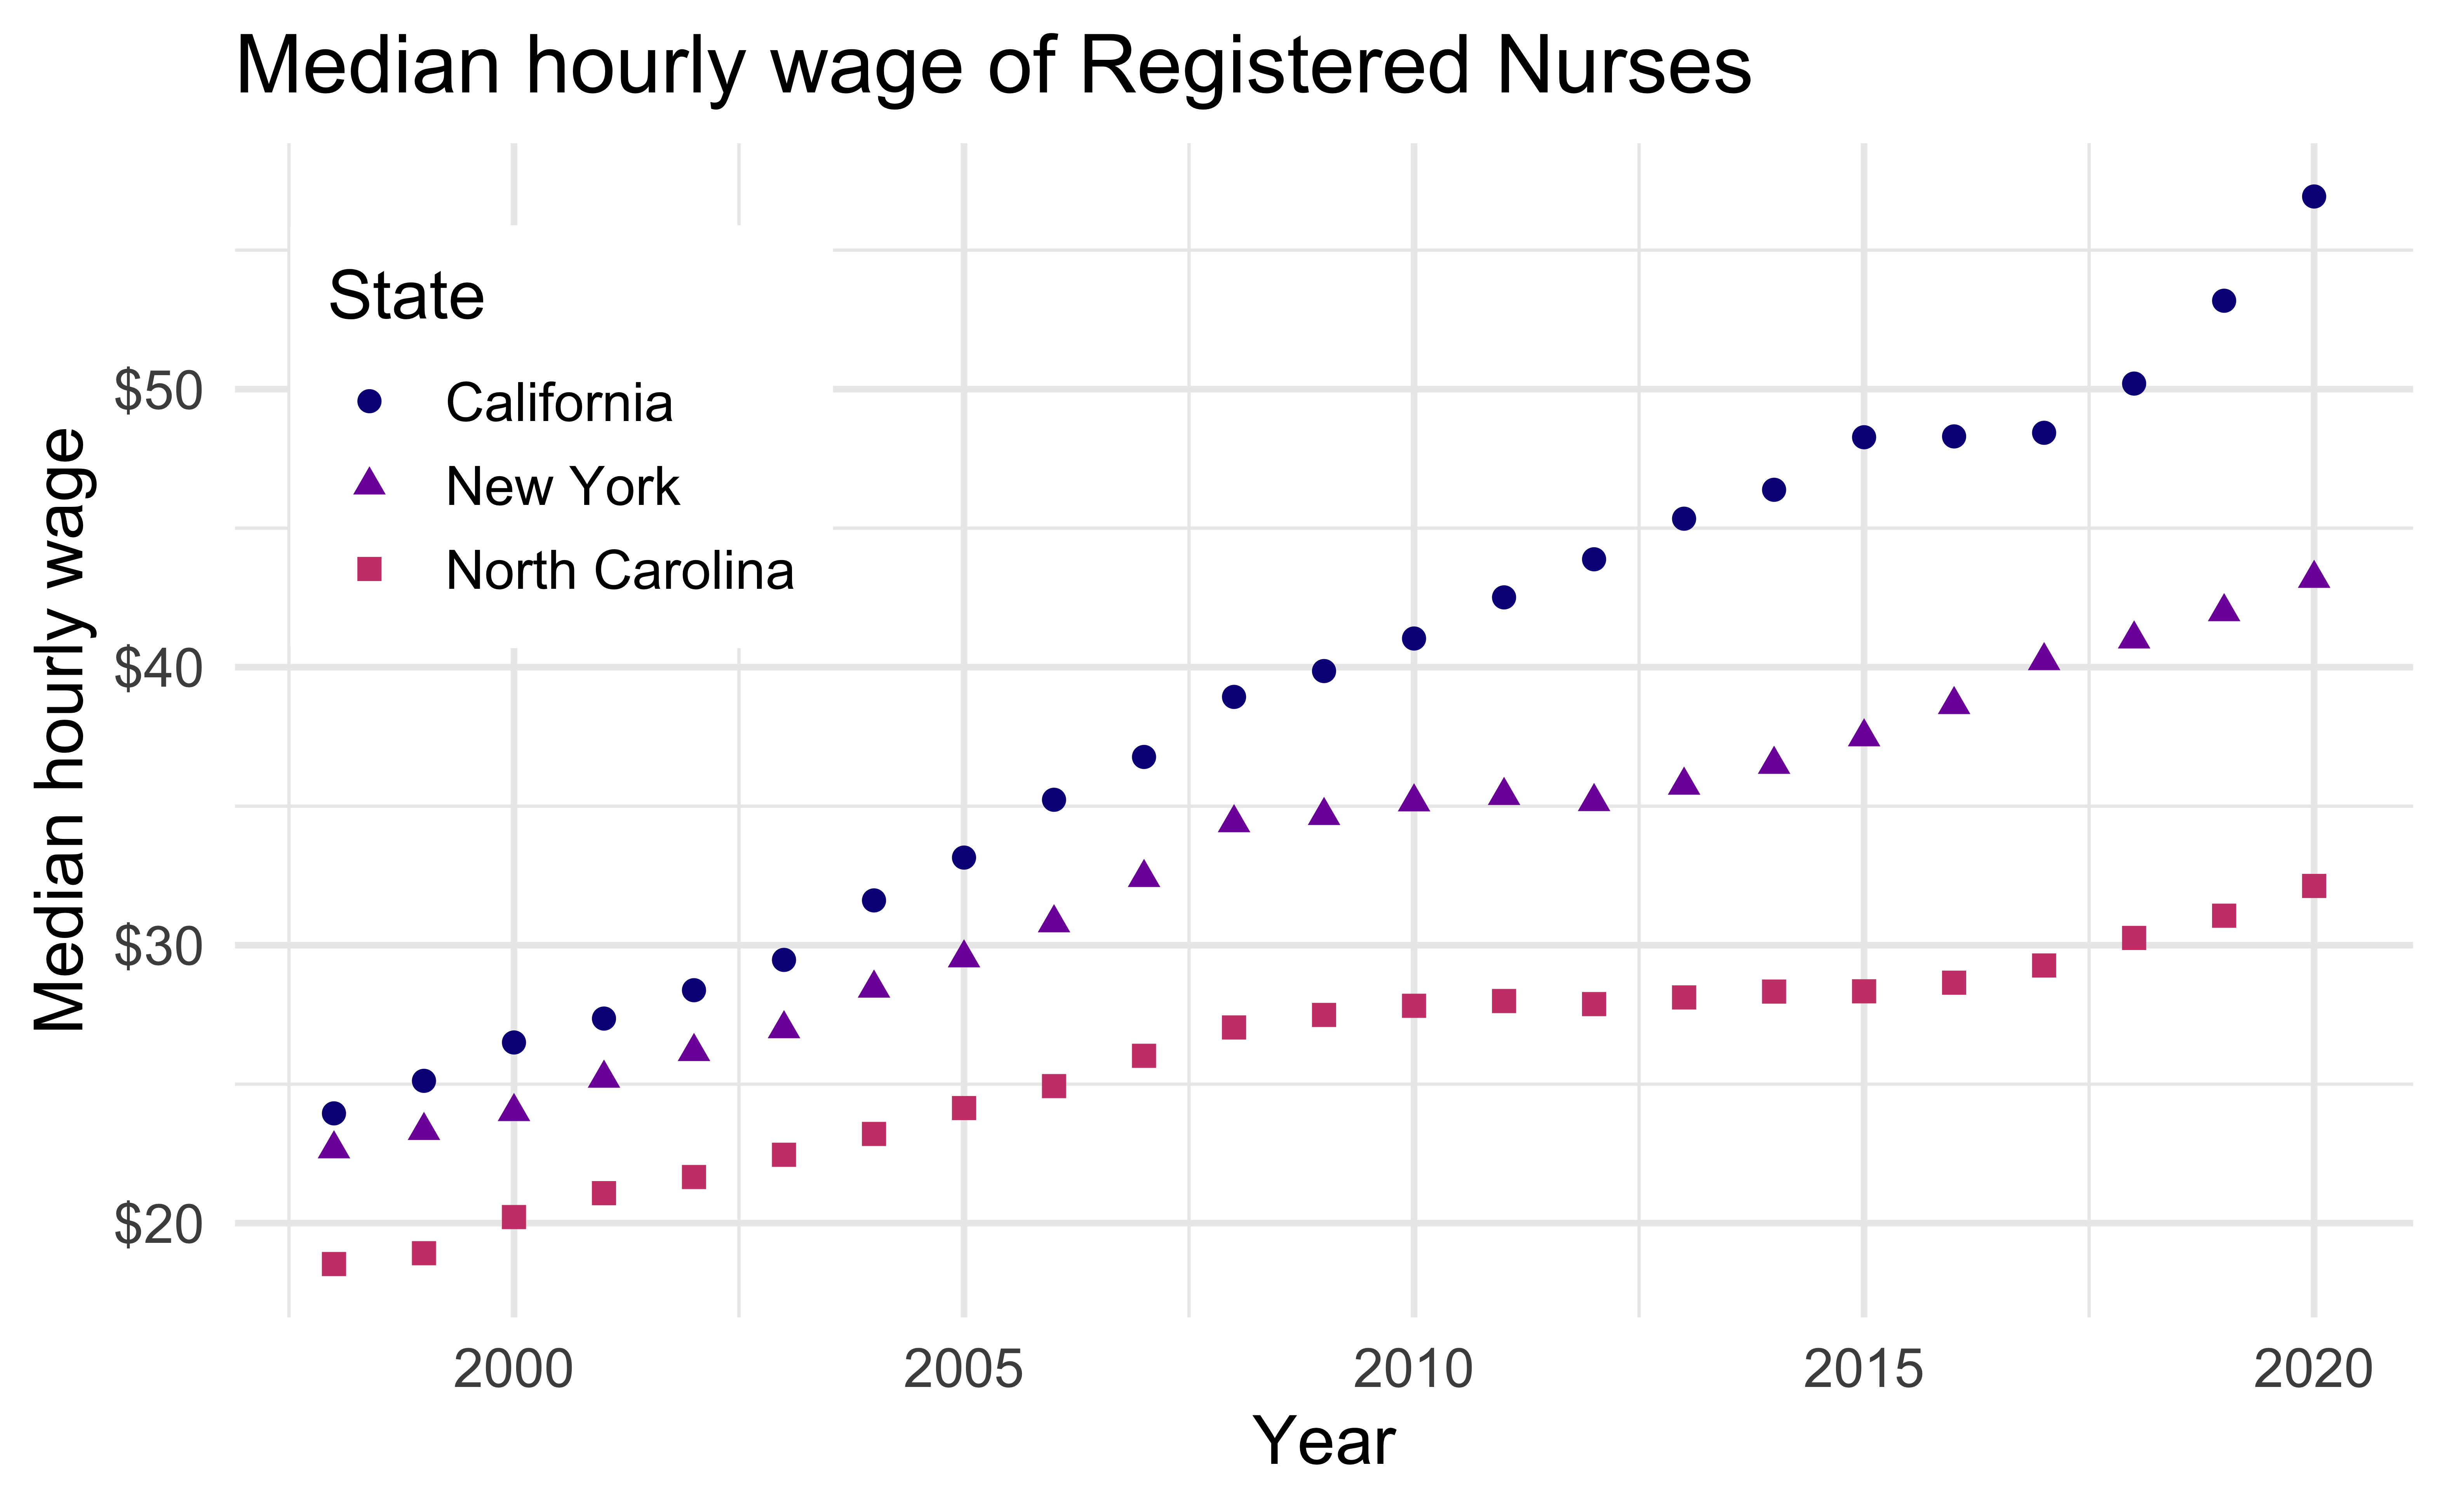 Median hourly wage of Registered Nurses
State
California
New York
North Carolina
Median hourly wage
$50
$40
$30
$20
2000 2005 2010 2015 2020
Year